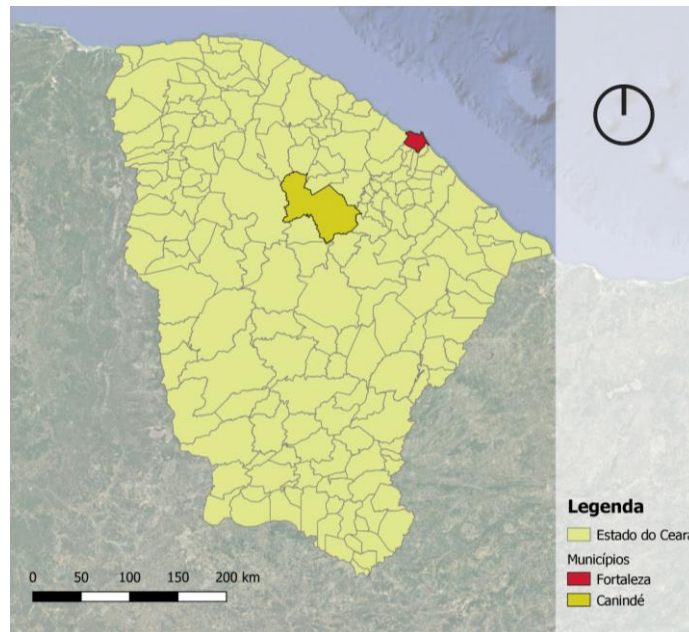 Legenda
Estado do Ceará
Municípios
Fortaleza
Canindé
0 50 100 150 200 km